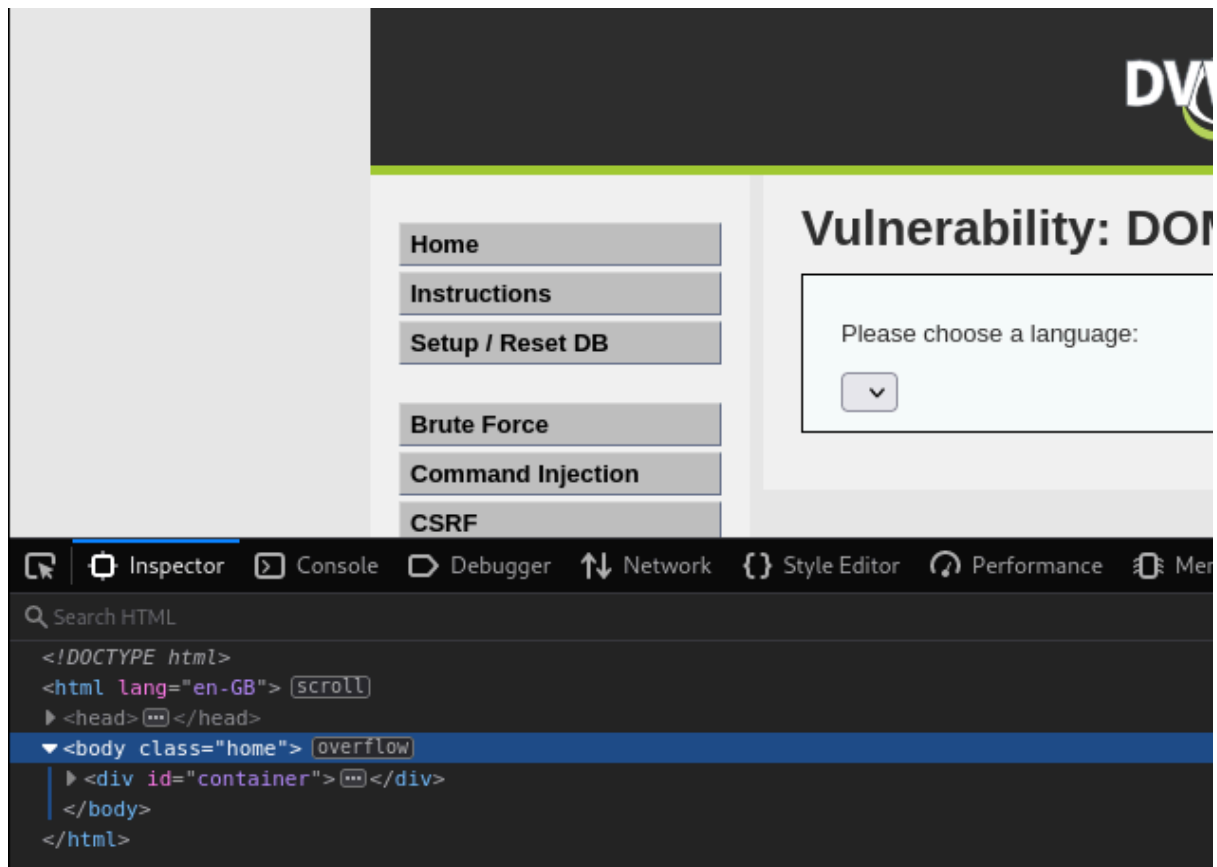 Vulnerability: DOM
Home
Instructions
Setup / Reset DB
Please choose a language:
Brute Force
Command Injection
CSRF
Inspector Console Debugger Network {} Style Editor Performance
Search HTML
<!DOCTYPE html>
<html lang="en-GB"> scroll
<head> ••• </head>
<body class="home"> overflow
<div id="container"> ••• </div>
</body>
</html>